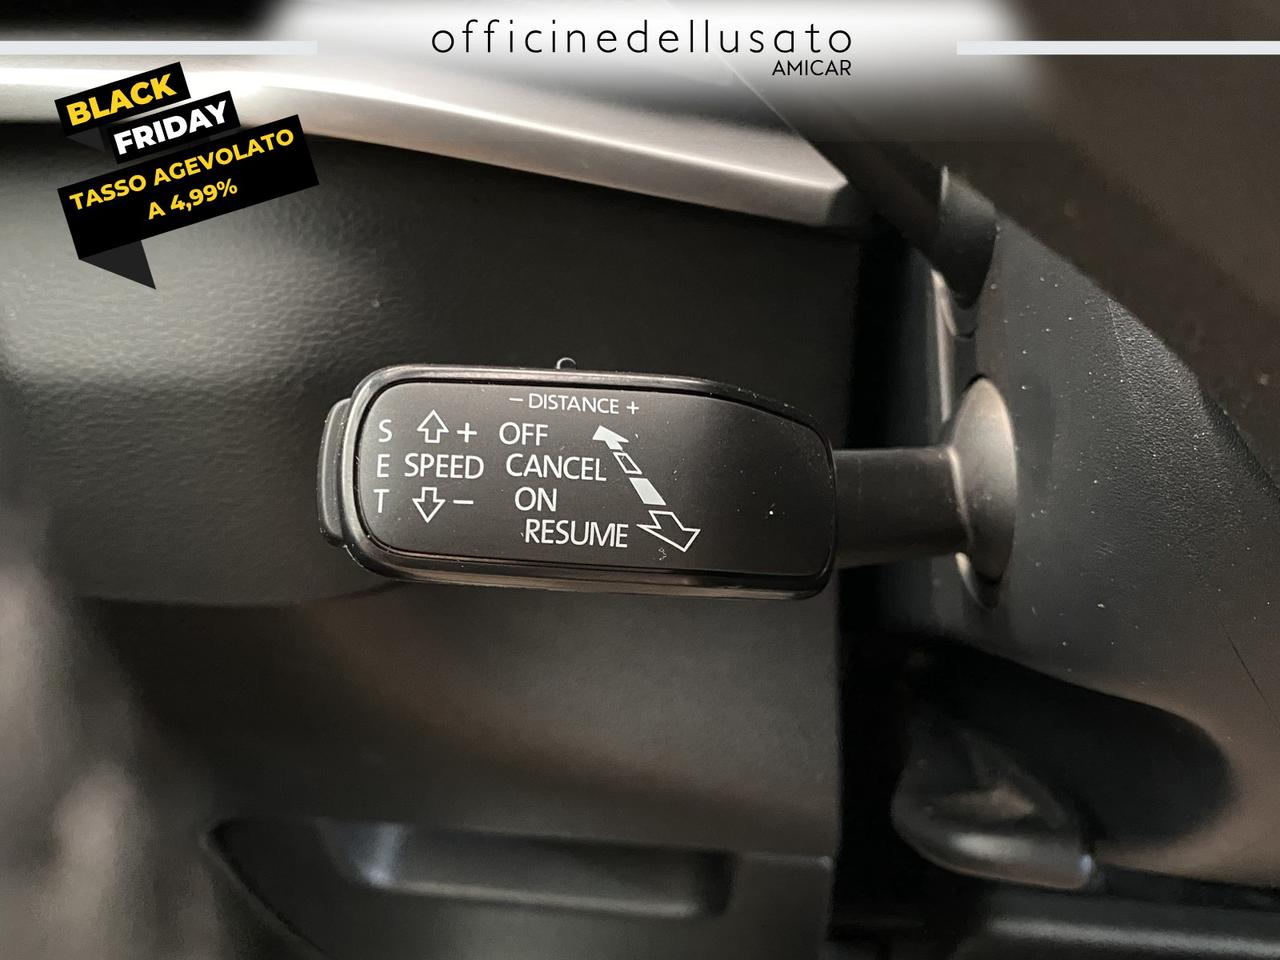 officinedellusato
AMICAR
BLACK
FRIDAY
TASSO AGEVOLATO
A 4,99%
– DISTANCE +
S + OFF
E SPEED CANCEL
T – ON
RESUME